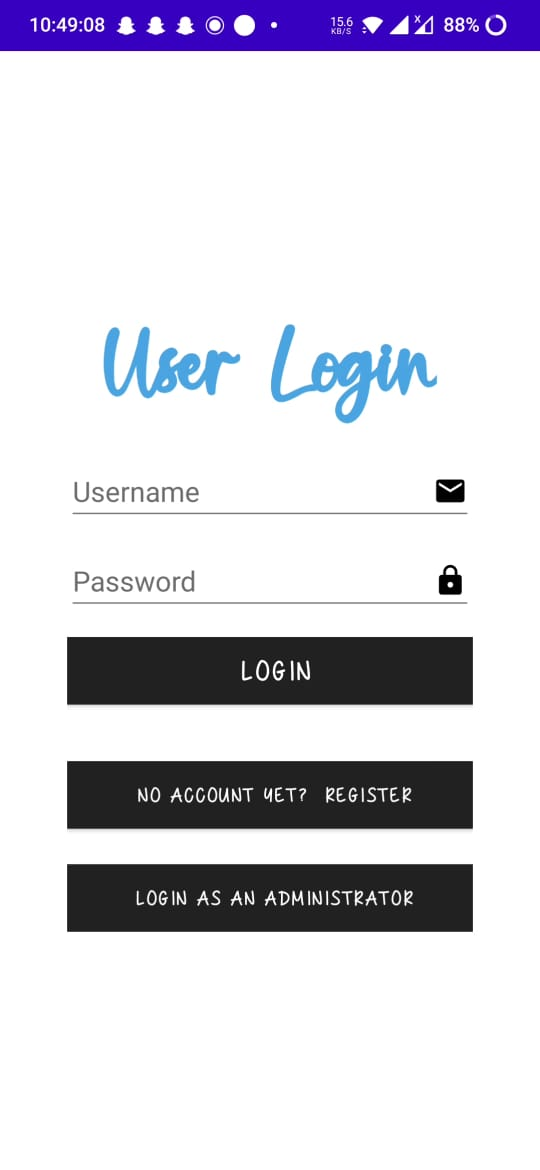 10:49:08 15.6 KB/S X 88%
User Login
Username
Password
LOGIN
NO ACCOUNT YET? REGISTER
LOGIN AS AN ADMINISTRATOR